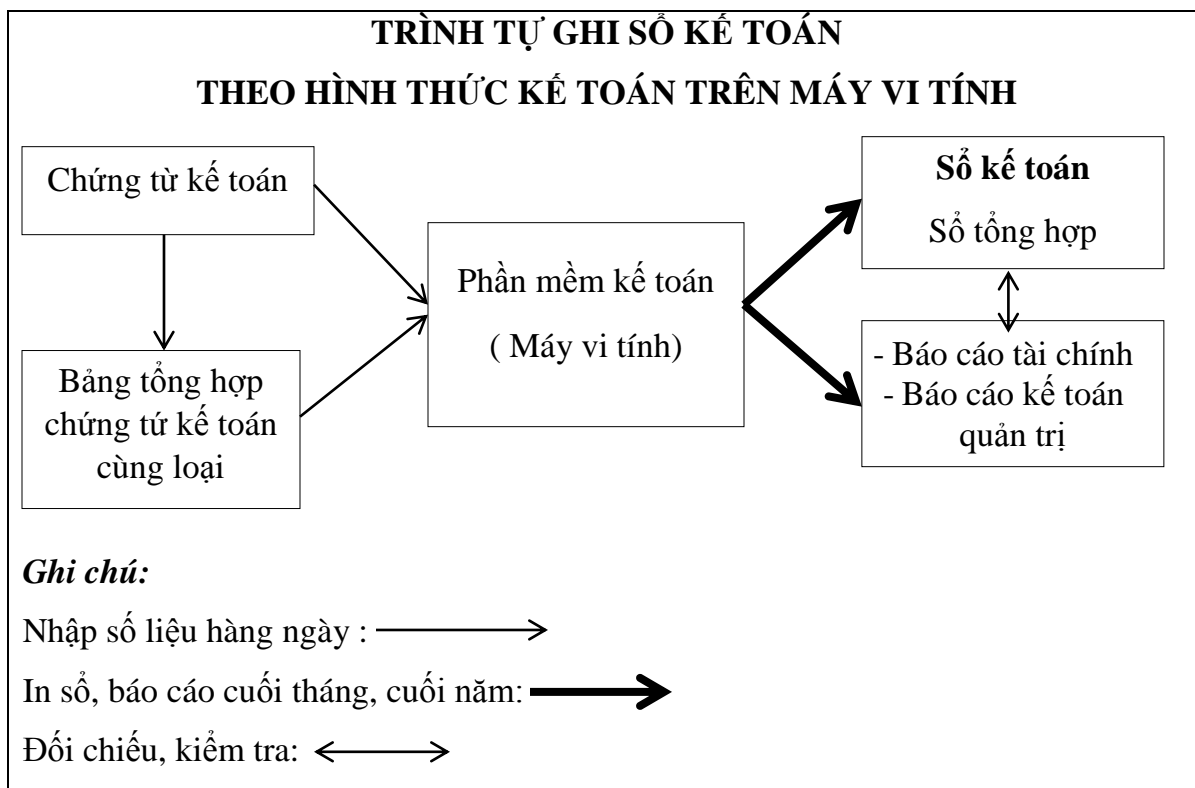 TRÌNH TỰ GHI SỔ KẾ TOÁN
THEO HÌNH THỨC KẾ TOÁN TRÊN MÁY VI TÍNH
Chứng từ kế toán
Bảng tổng hợp
chứng tứ kế toán
cùng loại
Phần mềm kế toán
( Máy vi tính)
Sổ kế toán
Sổ tổng hợp
- Báo cáo tài chính
- Báo cáo kế toán
quản trị
Ghi chú:
Nhập số liệu hàng ngày :
In sổ, báo cáo cuối tháng, cuối năm:
Đối chiếu, kiểm tra: